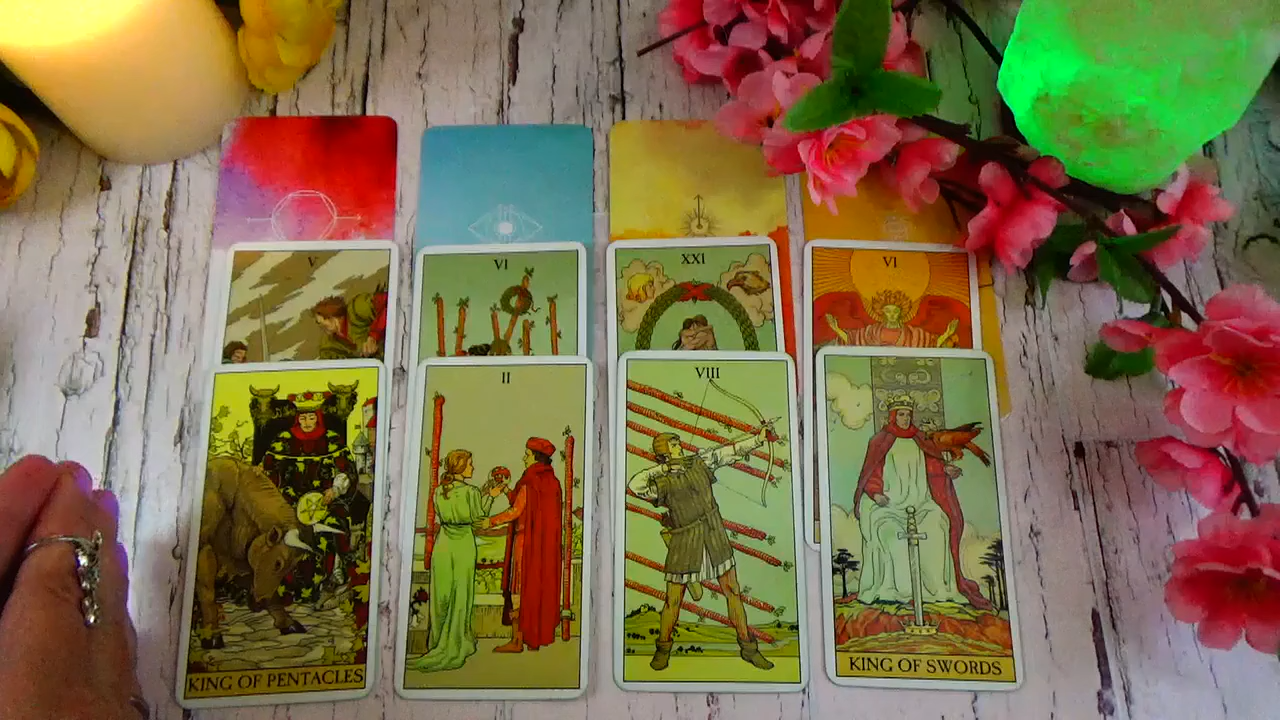 V
VI
XXI
VI
KING OF PENTACLES
II
VIII
KING OF SWORDS